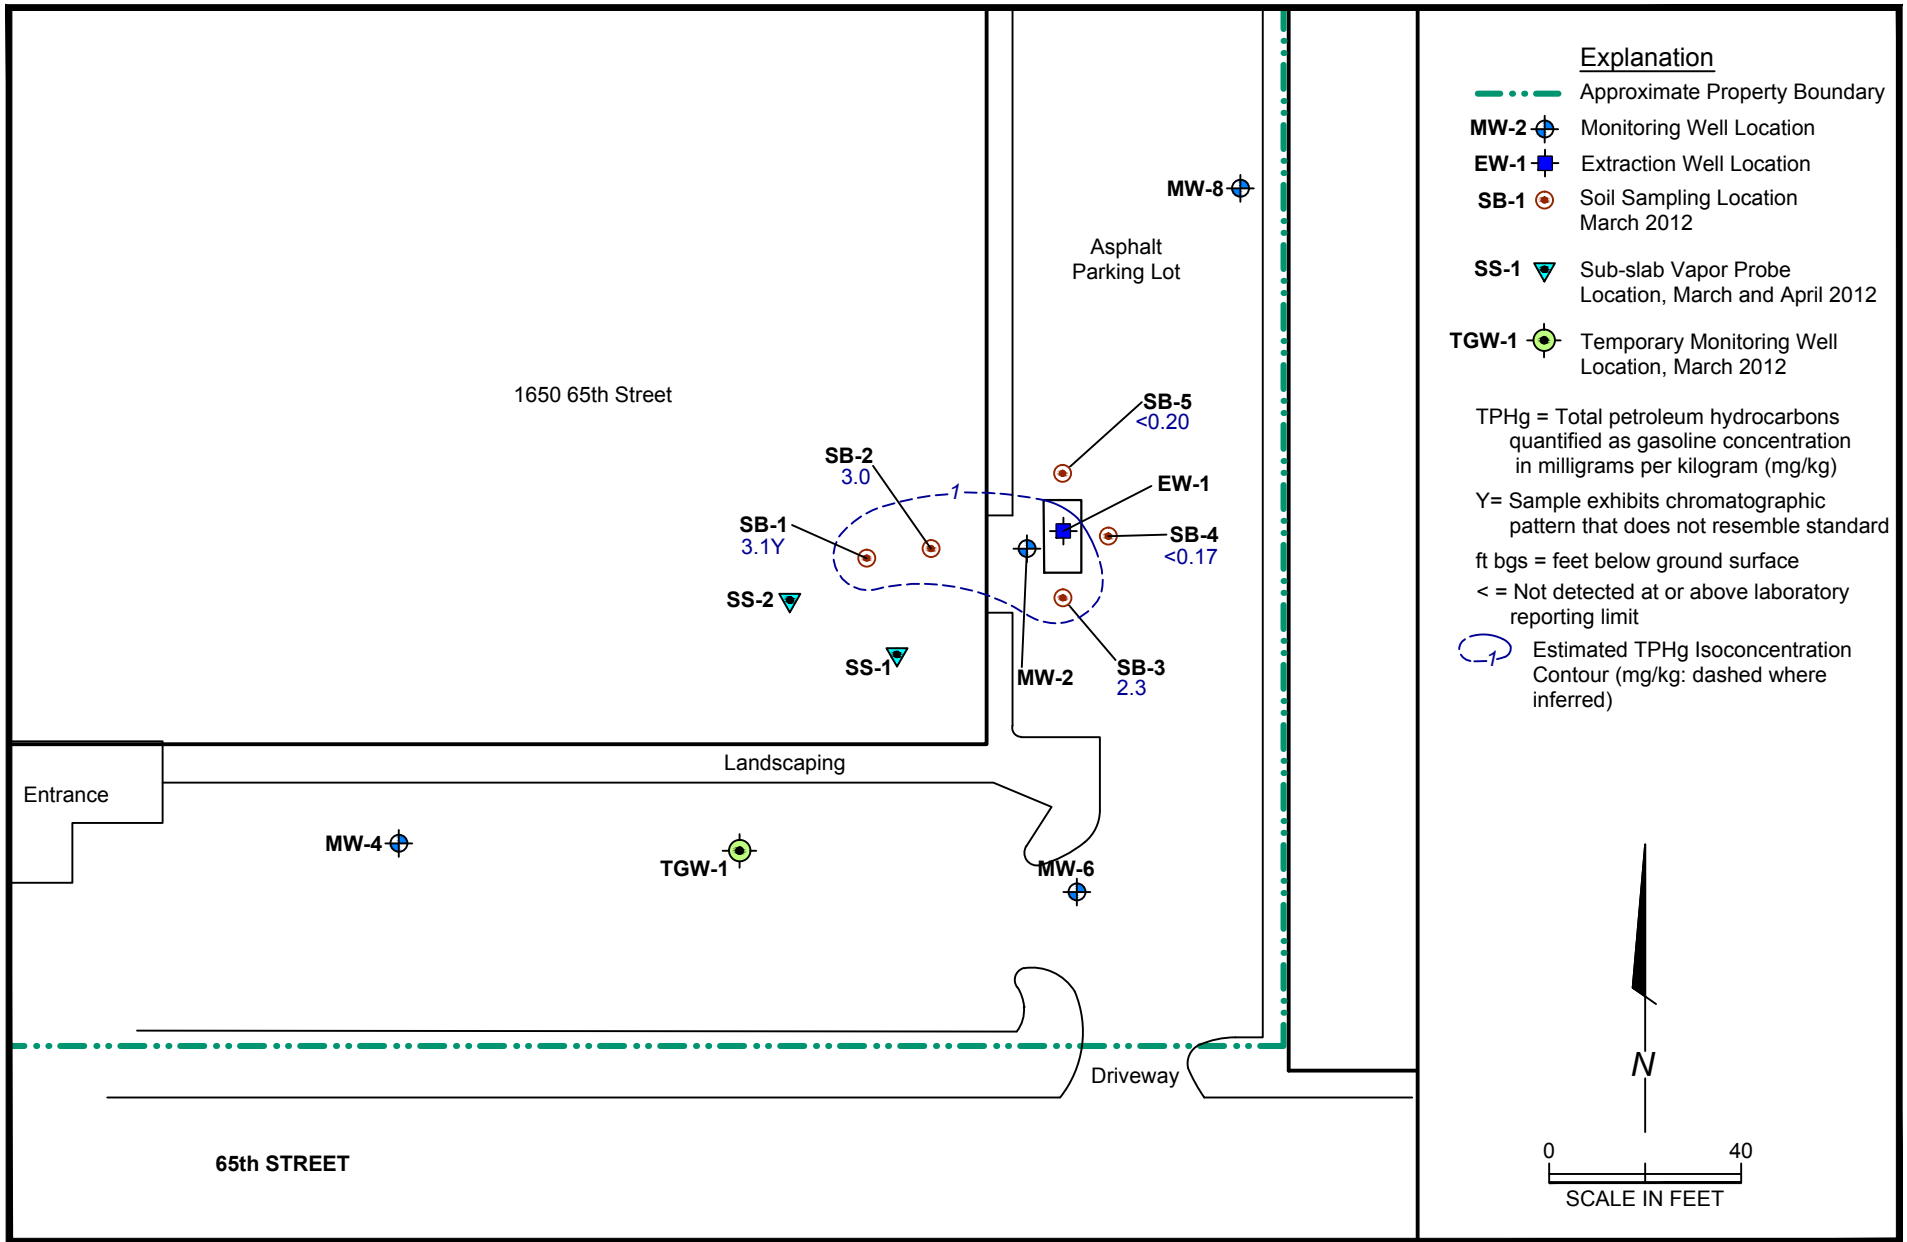 Explanation
Approximate Property Boundary
MW-2 Monitoring Well Location
EW-1 Extraction Well Location
SB-1 Soil Sampling Location
March 2012
SS-1 Sub-slab Vapor Probe
Location, March and April 2012
TGW-1 Temporary Monitoring Well
Location, March 2012
TPHg = Total petroleum hydrocarbons
quantified as gasoline concentration
in milligrams per kilogram (mg/kg)
Y= Sample exhibits chromatographic
pattern that does not resemble standard
ft bgs = feet below ground surface
< = Not detected at or above laboratory
reporting limit
1 Estimated TPHg Isoconcentration
Contour (mg/kg: dashed where
inferred)
N
0 40
SCALE IN FEET
MW-8
Asphalt
Parking Lot
1650 65th Street
SB-5
<0.20
SB-2
3.0
EW-1
1
SB-1
3.1Y
SB-4
<0.17
SS-2
SS-1
MW-2
SB-3
2.3
Landscaping
Entrance
MW-4
TGW-1
MW-6
Driveway
65th STREET